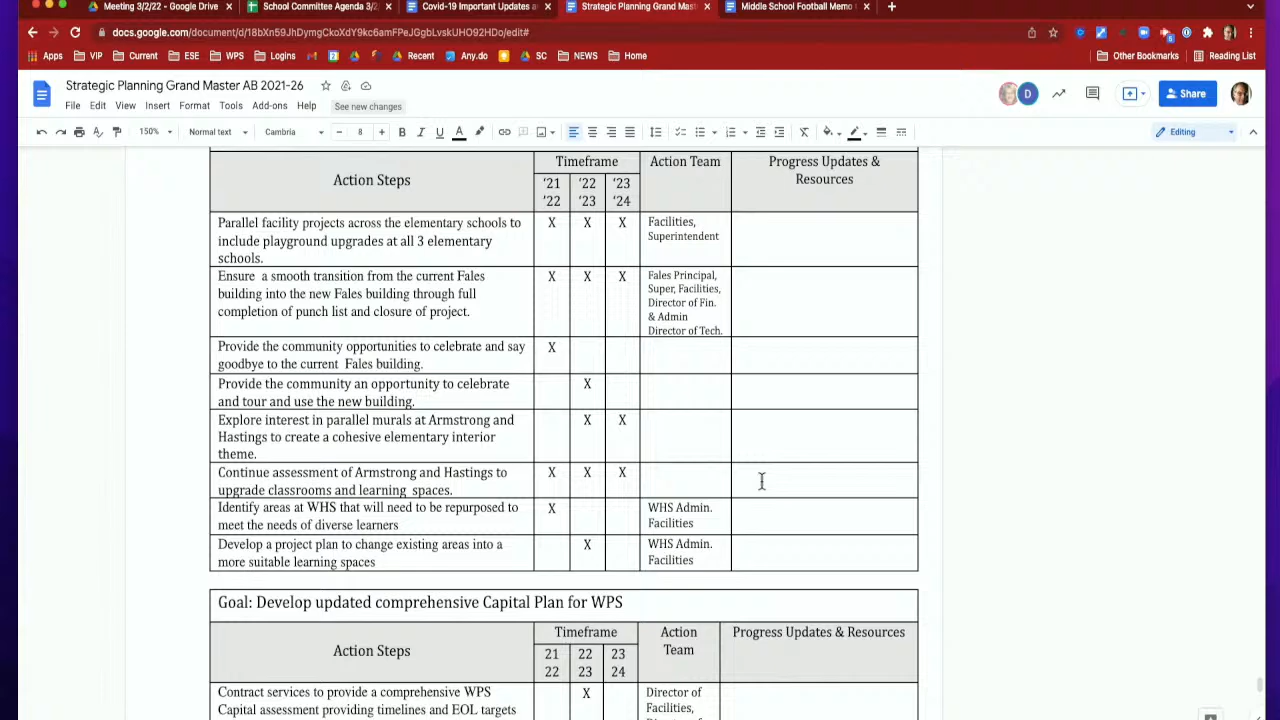 Meeting 3/2/22 - Google Drive
School Committee Agenda 3/2
Covid-19 Important Updates a
Strategic Planning Grand Mast
Middle School Football Memo
docs.google.com/document/d/18bXn59JhDymgCkoXdY9kc6amFPeJGgbLvskUHO92HDo/edit#
Apps VIP Current ESE WPS Logins Recent Any.do SC NEWS Home Other Bookmarks Reading List
Strategic Planning Grand Master AB 2021-26
File Edit View Insert Format Tools Add-ons Help See new changes
D
Share
150% Normal text Cambria 8 Editing
Action Steps
Timeframe
Action Team
Progress Updates &
Resources
'21 '22 '23
'22 '23 '24
Parallel facility projects across the elementary schools to
include playground upgrades at all 3 elementary
schools.
X X X
Facilities,
Superintendent
Ensure a smooth transition from the current Fales
building into the new Fales building through full
completion of punch list and closure of project.
X X X
Fales Principal,
Super, Facilities,
Director of Fin.
& Admin
Director of Tech.
Provide the community opportunities to celebrate and say
goodbye to the current Fales building.
X
Provide the community an opportunity to celebrate
and tour and use the new building.
X
Explore interest in parallel murals at Armstrong and
Hastings to create a cohesive elementary interior
theme.
X X
Continue assessment of Armstrong and Hastings to
upgrade classrooms and learning spaces.
X X X
Identify areas at WHS that will need to be repurposed to
meet the needs of diverse learners
X
WHS Admin.
Facilities
Develop a project plan to change existing areas into a
more suitable learning spaces
X
WHS Admin.
Facilities
Goal: Develop updated comprehensive Capital Plan for WPS
Action Steps
Timeframe
Action
Team
Progress Updates & Resources
21 22 23
22 23 24
Contract services to provide a comprehensive WPS
Capital assessment providing timelines and EOL targets
X
Director of
Facilities,